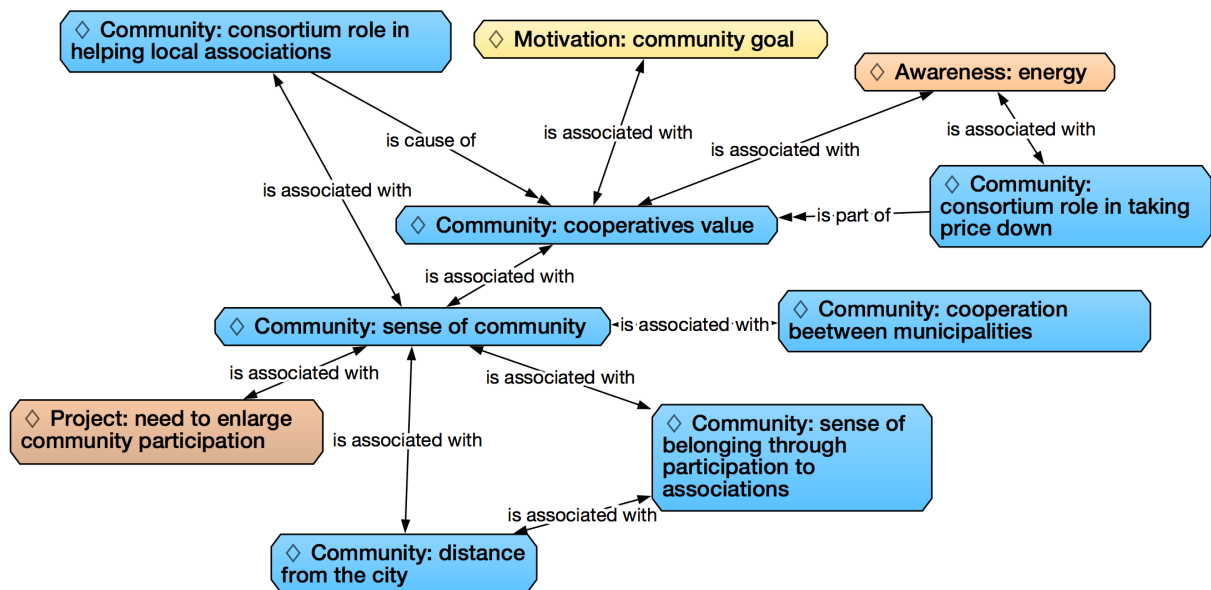 Community: consortium role in
helping local associations
Motivation: community goal
Awareness: energy
is associated with
is associated with
is cause of
is associated with
is associated with
Community:
consortium role in taking
price down
Community: cooperatives value
is part of
is associated with
Community: sense of community
is associated with
Community: cooperation
beetween municipalities
is associated with
is associated with
Project: need to enlarge
community participation
is associated with
Community: sense of
belonging through
participation to
associations
is associated with
Community: distance
from the city